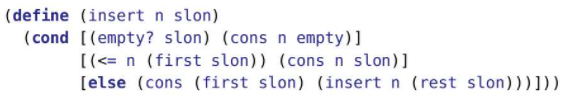 (define (insert n slon)
(cond [(empty? slon) (cons n empty)]
[(<= n (first slon)) (cons n slon)]
[else (cons (first slon) (insert n (rest slon)))]))